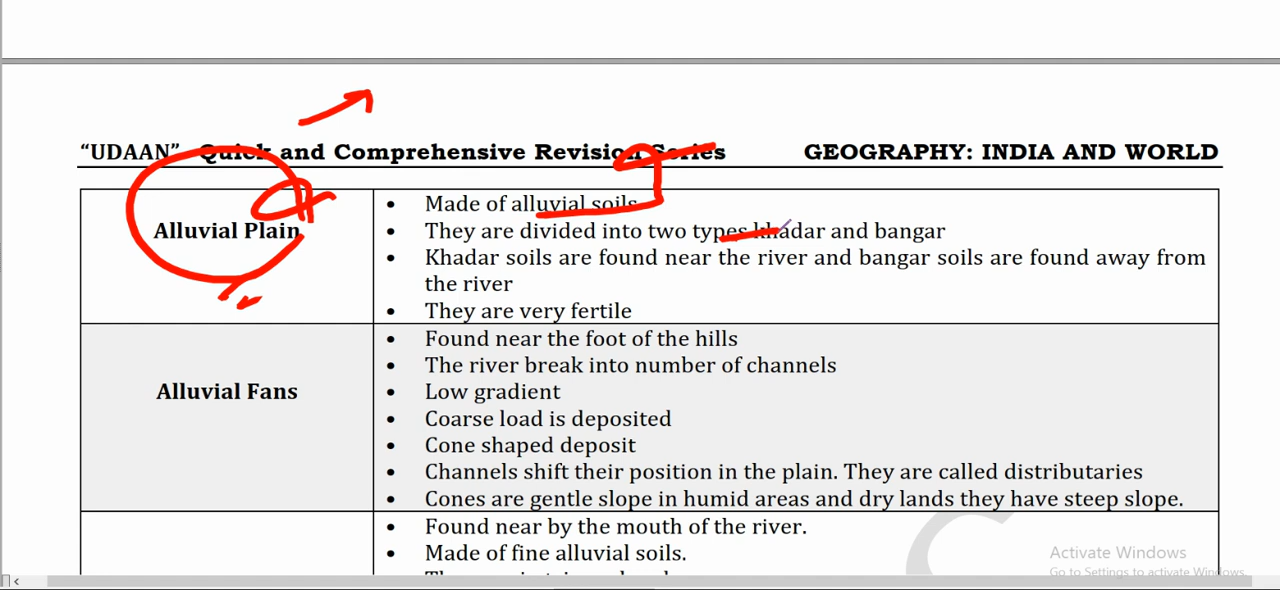 “UDAAN” Quick and Comprehensive Revision Series GEOGRAPHY: INDIA AND WORLD
Alluvial Plain
• Made of alluvial soils
• They are divided into two types khadar and bangar
• Khadar soils are found near the river and bangar soils are found away from
the river
• They are very fertile
Alluvial Fans
• Found near the foot of the hills
• The river break into number of channels
• Low gradient
• Coarse load is deposited
• Cone shaped deposit
• Channels shift their position in the plain. They are called distributaries
• Cones are gentle slope in humid areas and dry lands they have steep slope.
• Found near by the mouth of the river.
• Made of fine alluvial soils.
Activate Windows
Go to Settings to activate Windows.